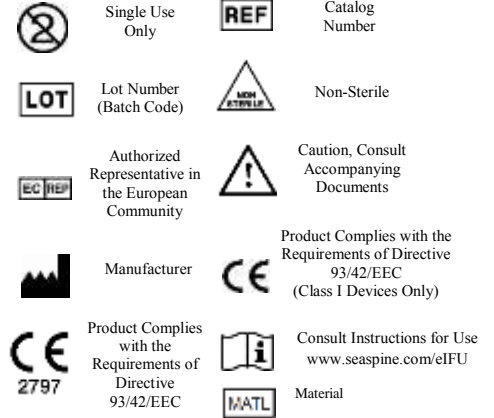 Single Use
Only
REF
Catalog
Number
LOT
Lot Number
(Batch Code)
NON
STERILE
Non-Sterile
EC REP
Authorized
Representative in
the European
Community
Caution, Consult
Accompanying
Documents
Manufacturer
CE
Product Complies with the
Requirements of Directive
93/42/EEC
(Class I Devices Only)
CE
2797
Product Complies
with the
Requirements of
Directive
93/42/EEC
i
Consult Instructions for Use
www.seaspine.com/eIFU
MATL
Material